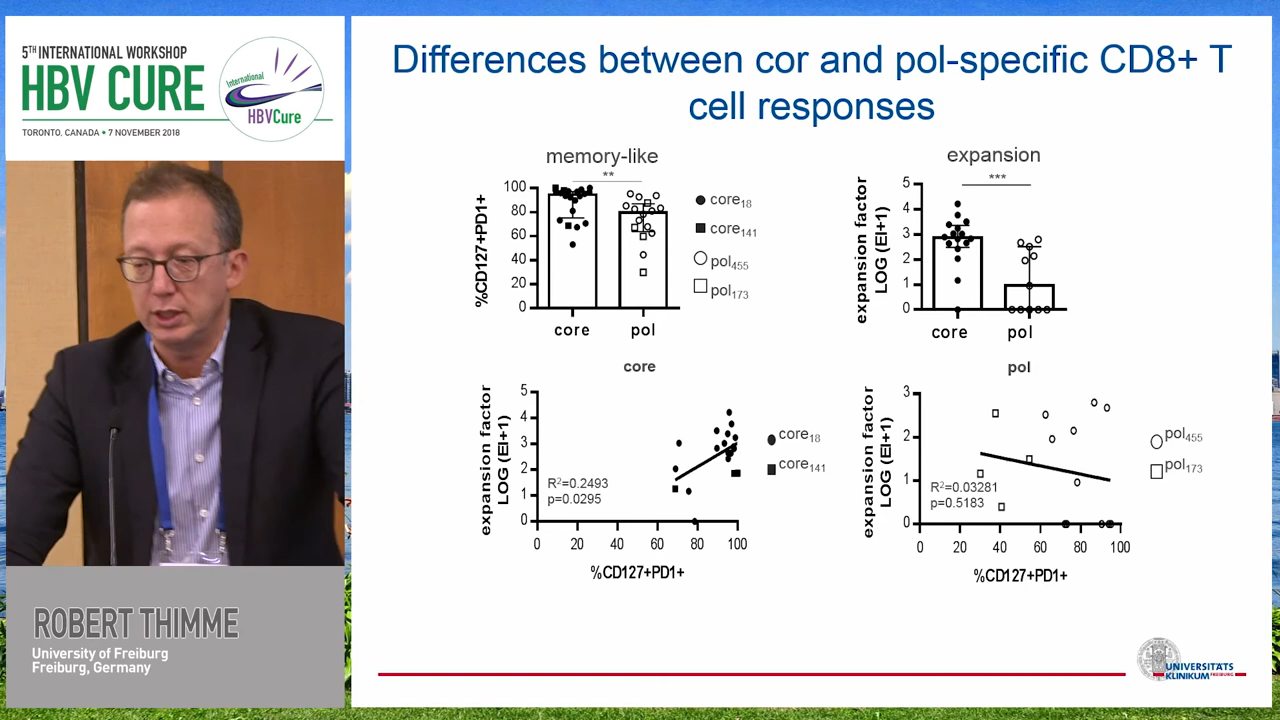 5TH INTERNATIONAL WORKSHOP
HBV CURE
TORONTO, CANADA • 7 NOVEMBER 2018
International
HBVCure
ROBERT THIMME
University of Freiburg
Freiburg, Germany
Differences between cor and pol-specific CD8+ T
cell responses
memory-like
**
%CD127+PD1+
100
80
60
40
20
0
core
pol
core18
core141
pol455
pol173
expansion
***
expansion factor
LOG (EI+1)
5
4
3
2
1
0
core
pol
core
expansion factor
LOG (EI+1)
5
4
3
2
1
0
R2=0.2493
p=0.0295
0 20 40 60 80 100
%CD127+PD1+
core18
core141
pol
expansion factor
LOG (EI+1)
3
2
1
0
R2=0.03281
p=0.5183
0 20 40 60 80 100
%CD127+PD1+
pol455
pol173
UNIVERSITÄTS
KLINIKUM FREIBURG